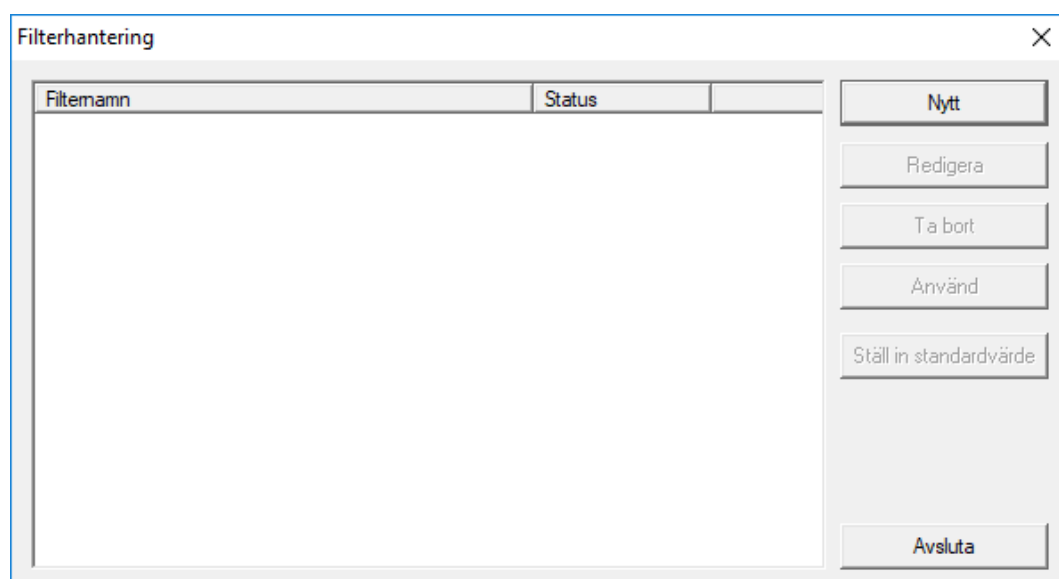 Filterhantering
Filternamn Status
Nytt
Redigera
Ta bort
Använd
Ställ in standardvärde
Avsluta